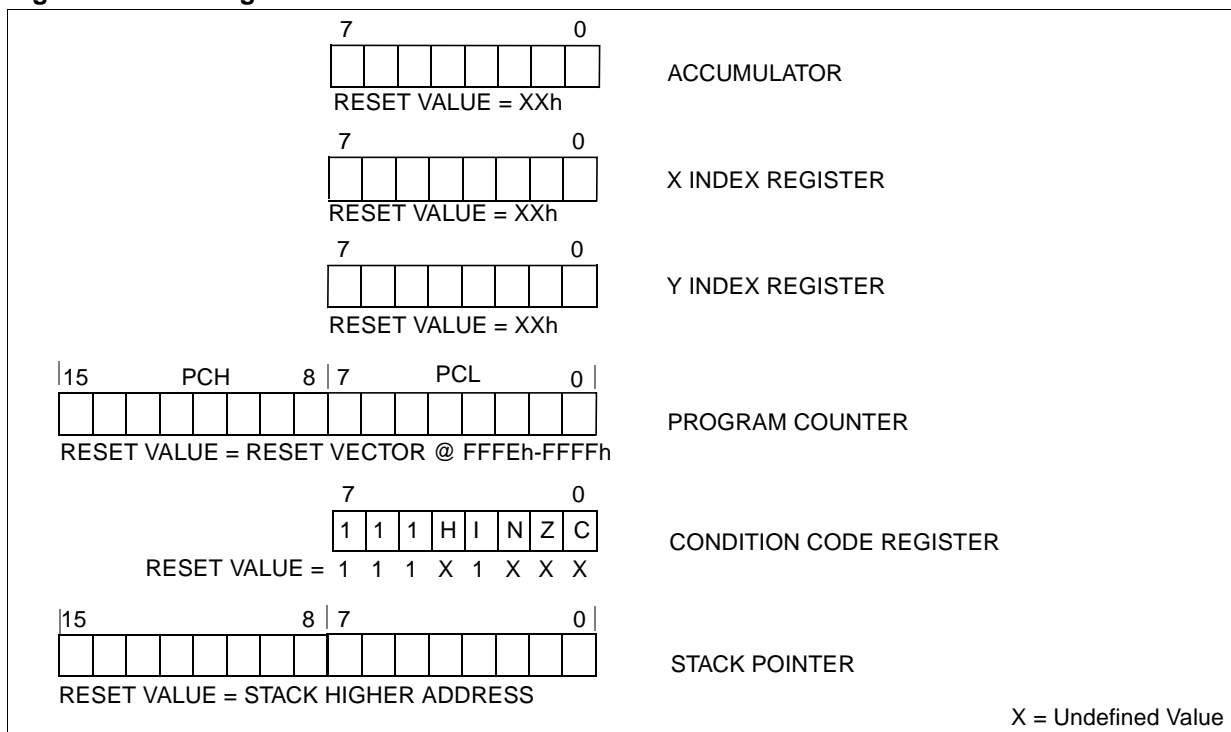 7 0
ACCUMULATOR
RESET VALUE = XXh
7 0
X INDEX REGISTER
RESET VALUE = XXh
7 0
Y INDEX REGISTER
RESET VALUE = XXh
15 PCH 8 7 PCL 0
PROGRAM COUNTER
RESET VALUE = RESET VECTOR @ FFFEh-FFFFh
7 0
1 1 1 H I N Z C
CONDITION CODE REGISTER
RESET VALUE = 1 1 1 X 1 X X X
15 8 7 0
STACK POINTER
RESET VALUE = STACK HIGHER ADDRESS
X = Undefined Value